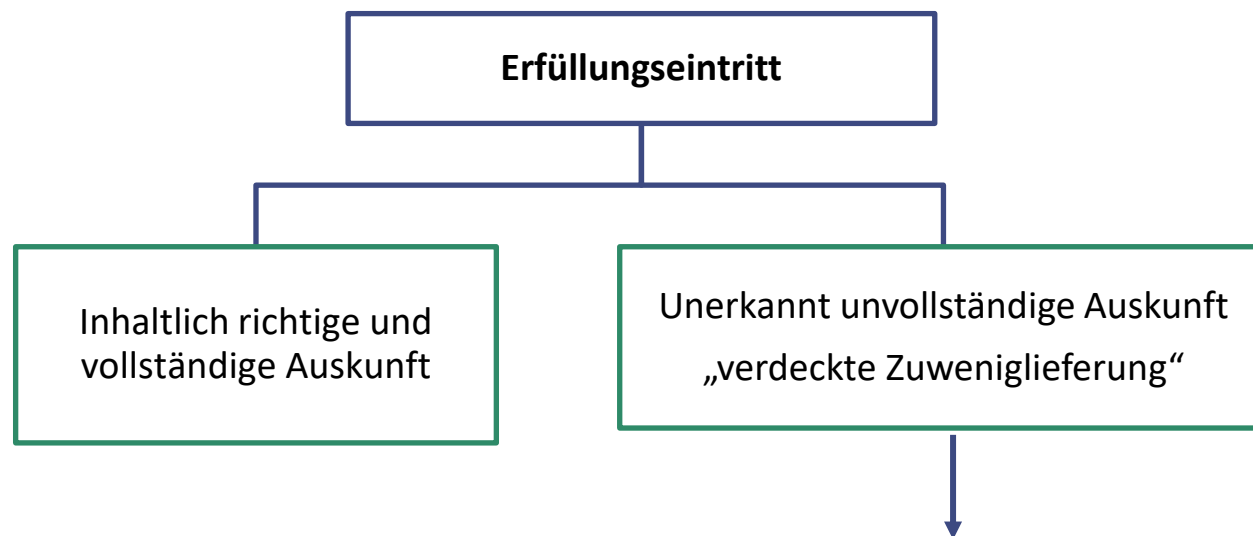 Erfüllungseintritt
Inhaltlich richtige und
vollständige Auskunft
Unerkannt unvollständige Auskunft
„verdeckte Zuweniglieferung“